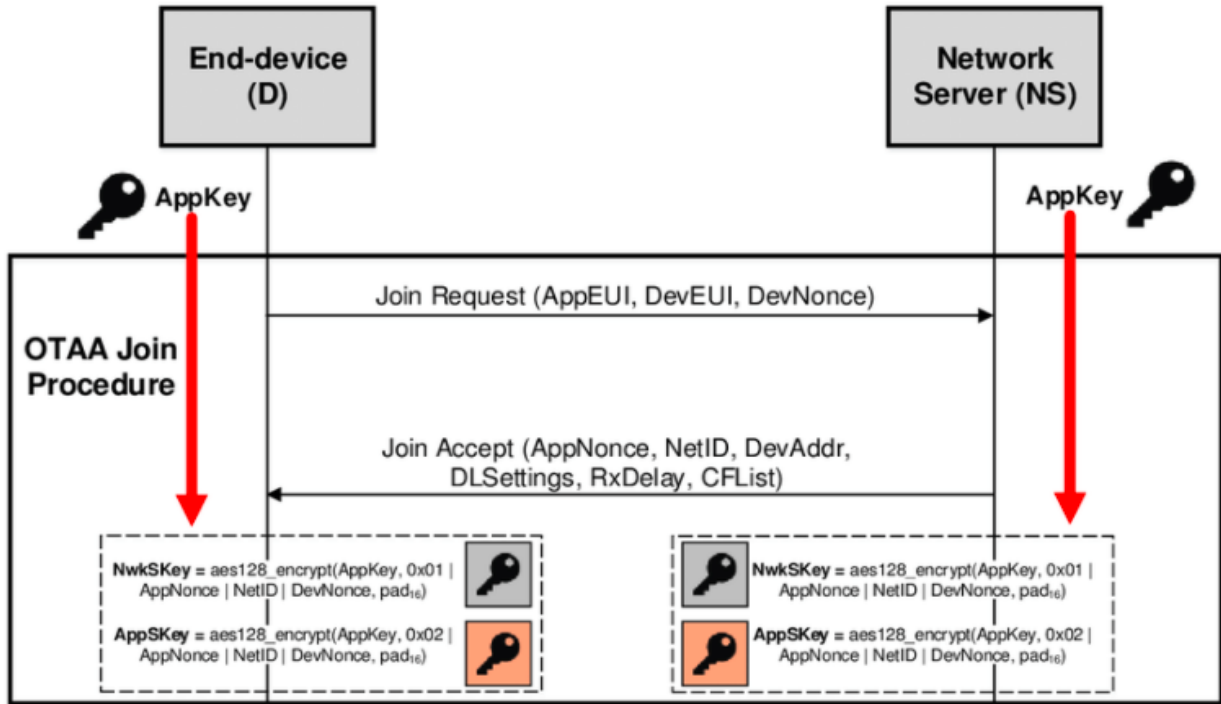 End-device
(D)
Network
Server (NS)
AppKey
AppKey
Join Request (AppEUI, DevEUI, DevNonce)
OTAA Join
Procedure
Join Accept (AppNonce, NetID, DevAddr,
DLSettings, RxDelay, CFList)
NwkSKey = aes128_encrypt(AppKey, 0x01 |
AppNonce | NetID | DevNonce, pad₁₆)
AppSKey = aes128_encrypt(AppKey, 0x02 |
AppNonce | NetID | DevNonce, pad₁₆)
NwkSKey = aes128_encrypt(AppKey, 0x01 |
AppNonce | NetID | DevNonce, pad₁₆)
AppSKey = aes128_encrypt(AppKey, 0x02 |
AppNonce | NetID | DevNonce, pad₁₆)